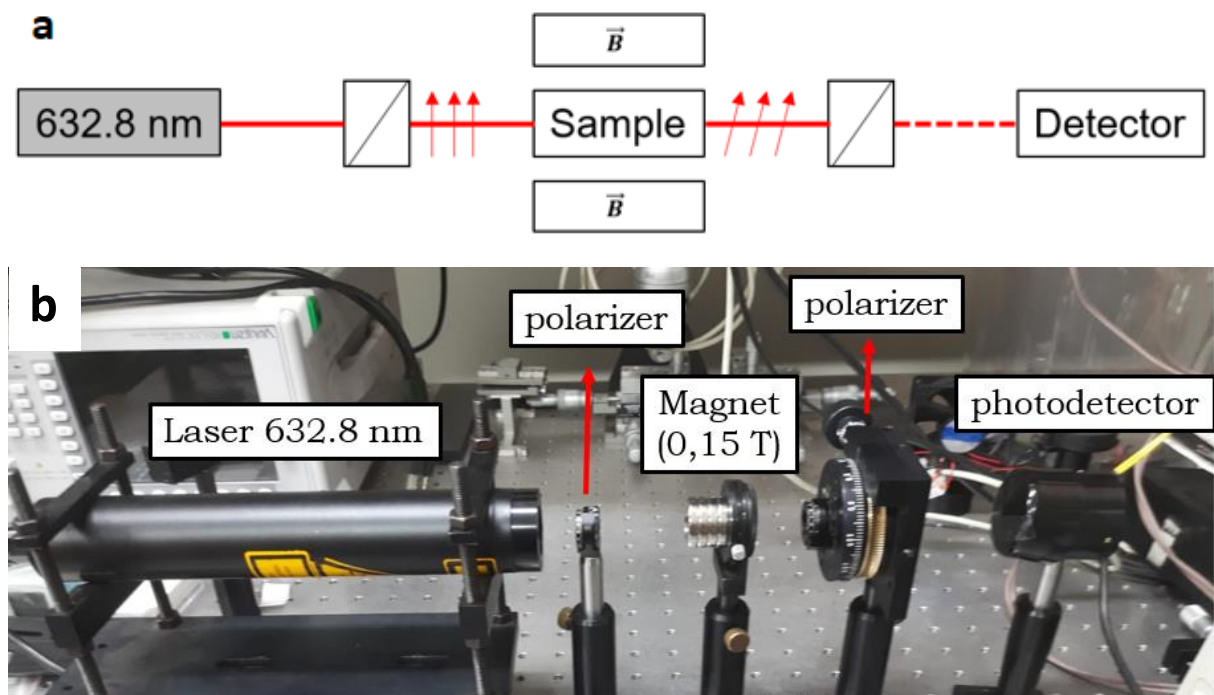 a
B
632.8 nm
Sample
Detector
B
b
polarizer
polarizer
Magnet
(0,15 T)
photodetector
Laser 632.8 nm